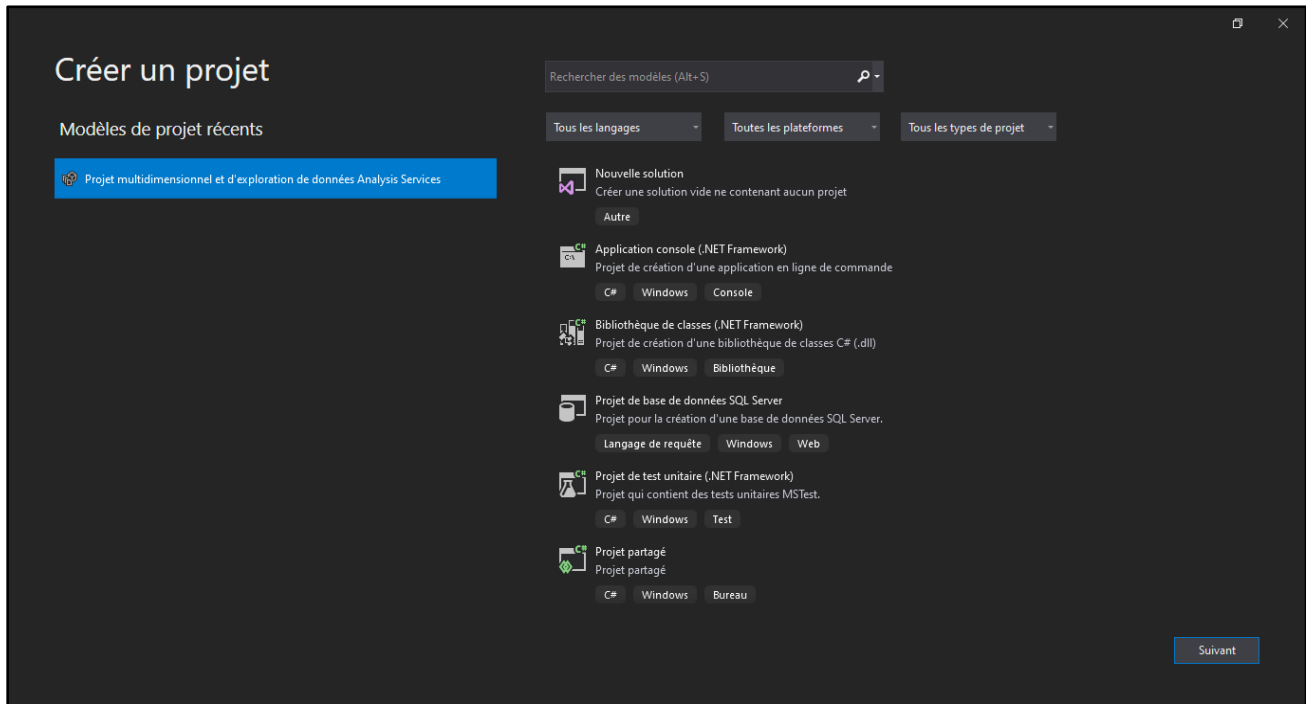 Créer un projet
Modèles de projet récents
Projet multidimensionnel et d'exploration de données Analysis Services
Rechercher des modèles (Alt+S)
Tous les langages
Toutes les plateformes
Tous les types de projet
Nouvelle solution
Créer une solution vide ne contenant aucun projet
Autre
C#
C:\
Application console (.NET Framework)
Projet de création d'une application en ligne de commande
C# Windows Console
C#
Bibliothèque de classes (.NET Framework)
Projet de création d'une bibliothèque de classes C# (.dll)
C# Windows Bibliothèque
Projet de base de données SQL Server
Projet pour la création d'une base de données SQL Server.
Langage de requête Windows Web
C#
Projet de test unitaire (.NET Framework)
Projet qui contient des tests unitaires MSTest.
C# Windows Test
C#
Projet partagé
Projet partagé
C# Windows Bureau
Suivant